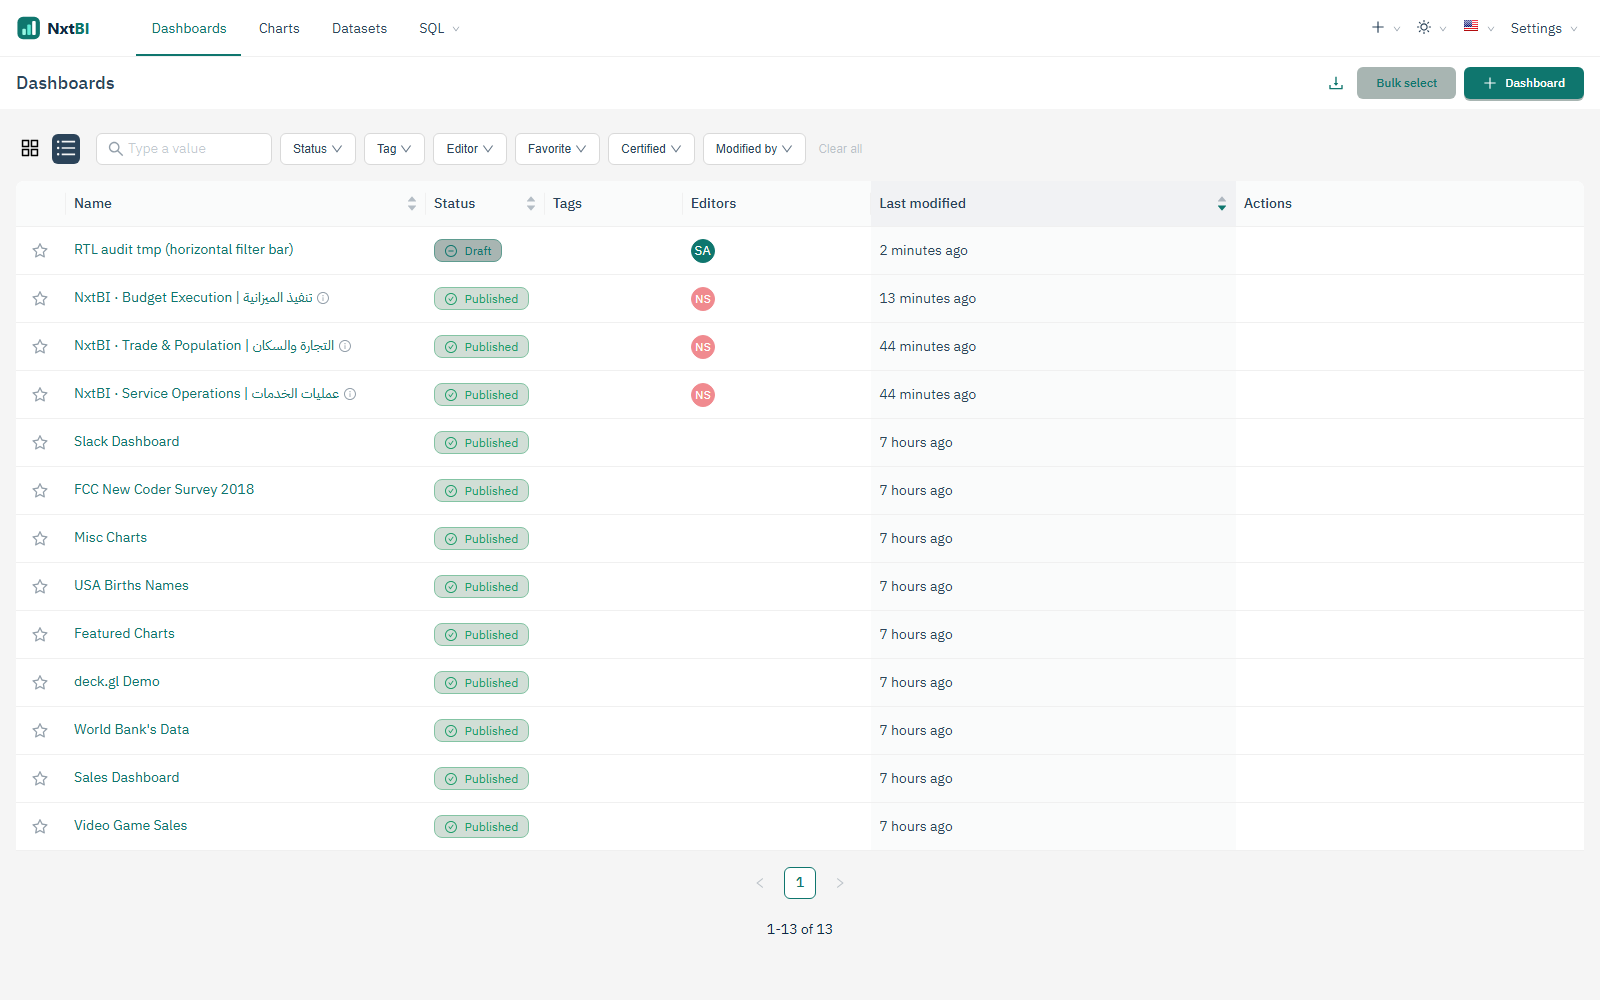 NxtBI
Dashboards
Charts
Datasets
SQL
Settings
Dashboards
Bulk select
Dashboard
Type a value
Status
Tag
Editor
Favorite
Certified
Modified by
Clear all
Name
Status
Tags
Editors
Last modified
Actions
RTL audit tmp (horizontal filter bar)
Draft
SA
2 minutes ago
NxtBI · Budget Execution | تنفيذ الميزانية
Published
NS
13 minutes ago
NxtBI · Trade & Population | التجارة والسكان
Published
NS
44 minutes ago
NxtBI · Service Operations | عمليات الخدمات
Published
NS
44 minutes ago
Slack Dashboard
Published
7 hours ago
FCC New Coder Survey 2018
Published
7 hours ago
Misc Charts
Published
7 hours ago
USA Births Names
Published
7 hours ago
Featured Charts
Published
7 hours ago
deck.gl Demo
Published
7 hours ago
World Bank's Data
Published
7 hours ago
Sales Dashboard
Published
7 hours ago
Video Game Sales
Published
7 hours ago
1
1-13 of 13